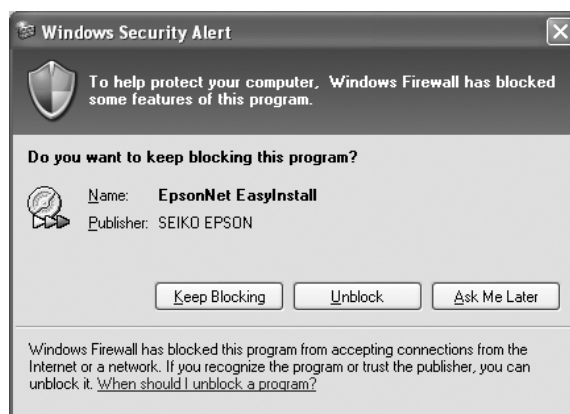 Windows Security Alert
To help protect your computer, Windows Firewall has blocked
some features of this program.
Do you want to keep blocking this program?
Name: EpsonNet EasyInstall
Publisher: SEIKO EPSON
Keep Blocking Unblock Ask Me Later
Windows Firewall has blocked this program from accepting connections from the
Internet or a network. If you recognize the program or trust the publisher, you can
unblock it. When should I unblock a program?